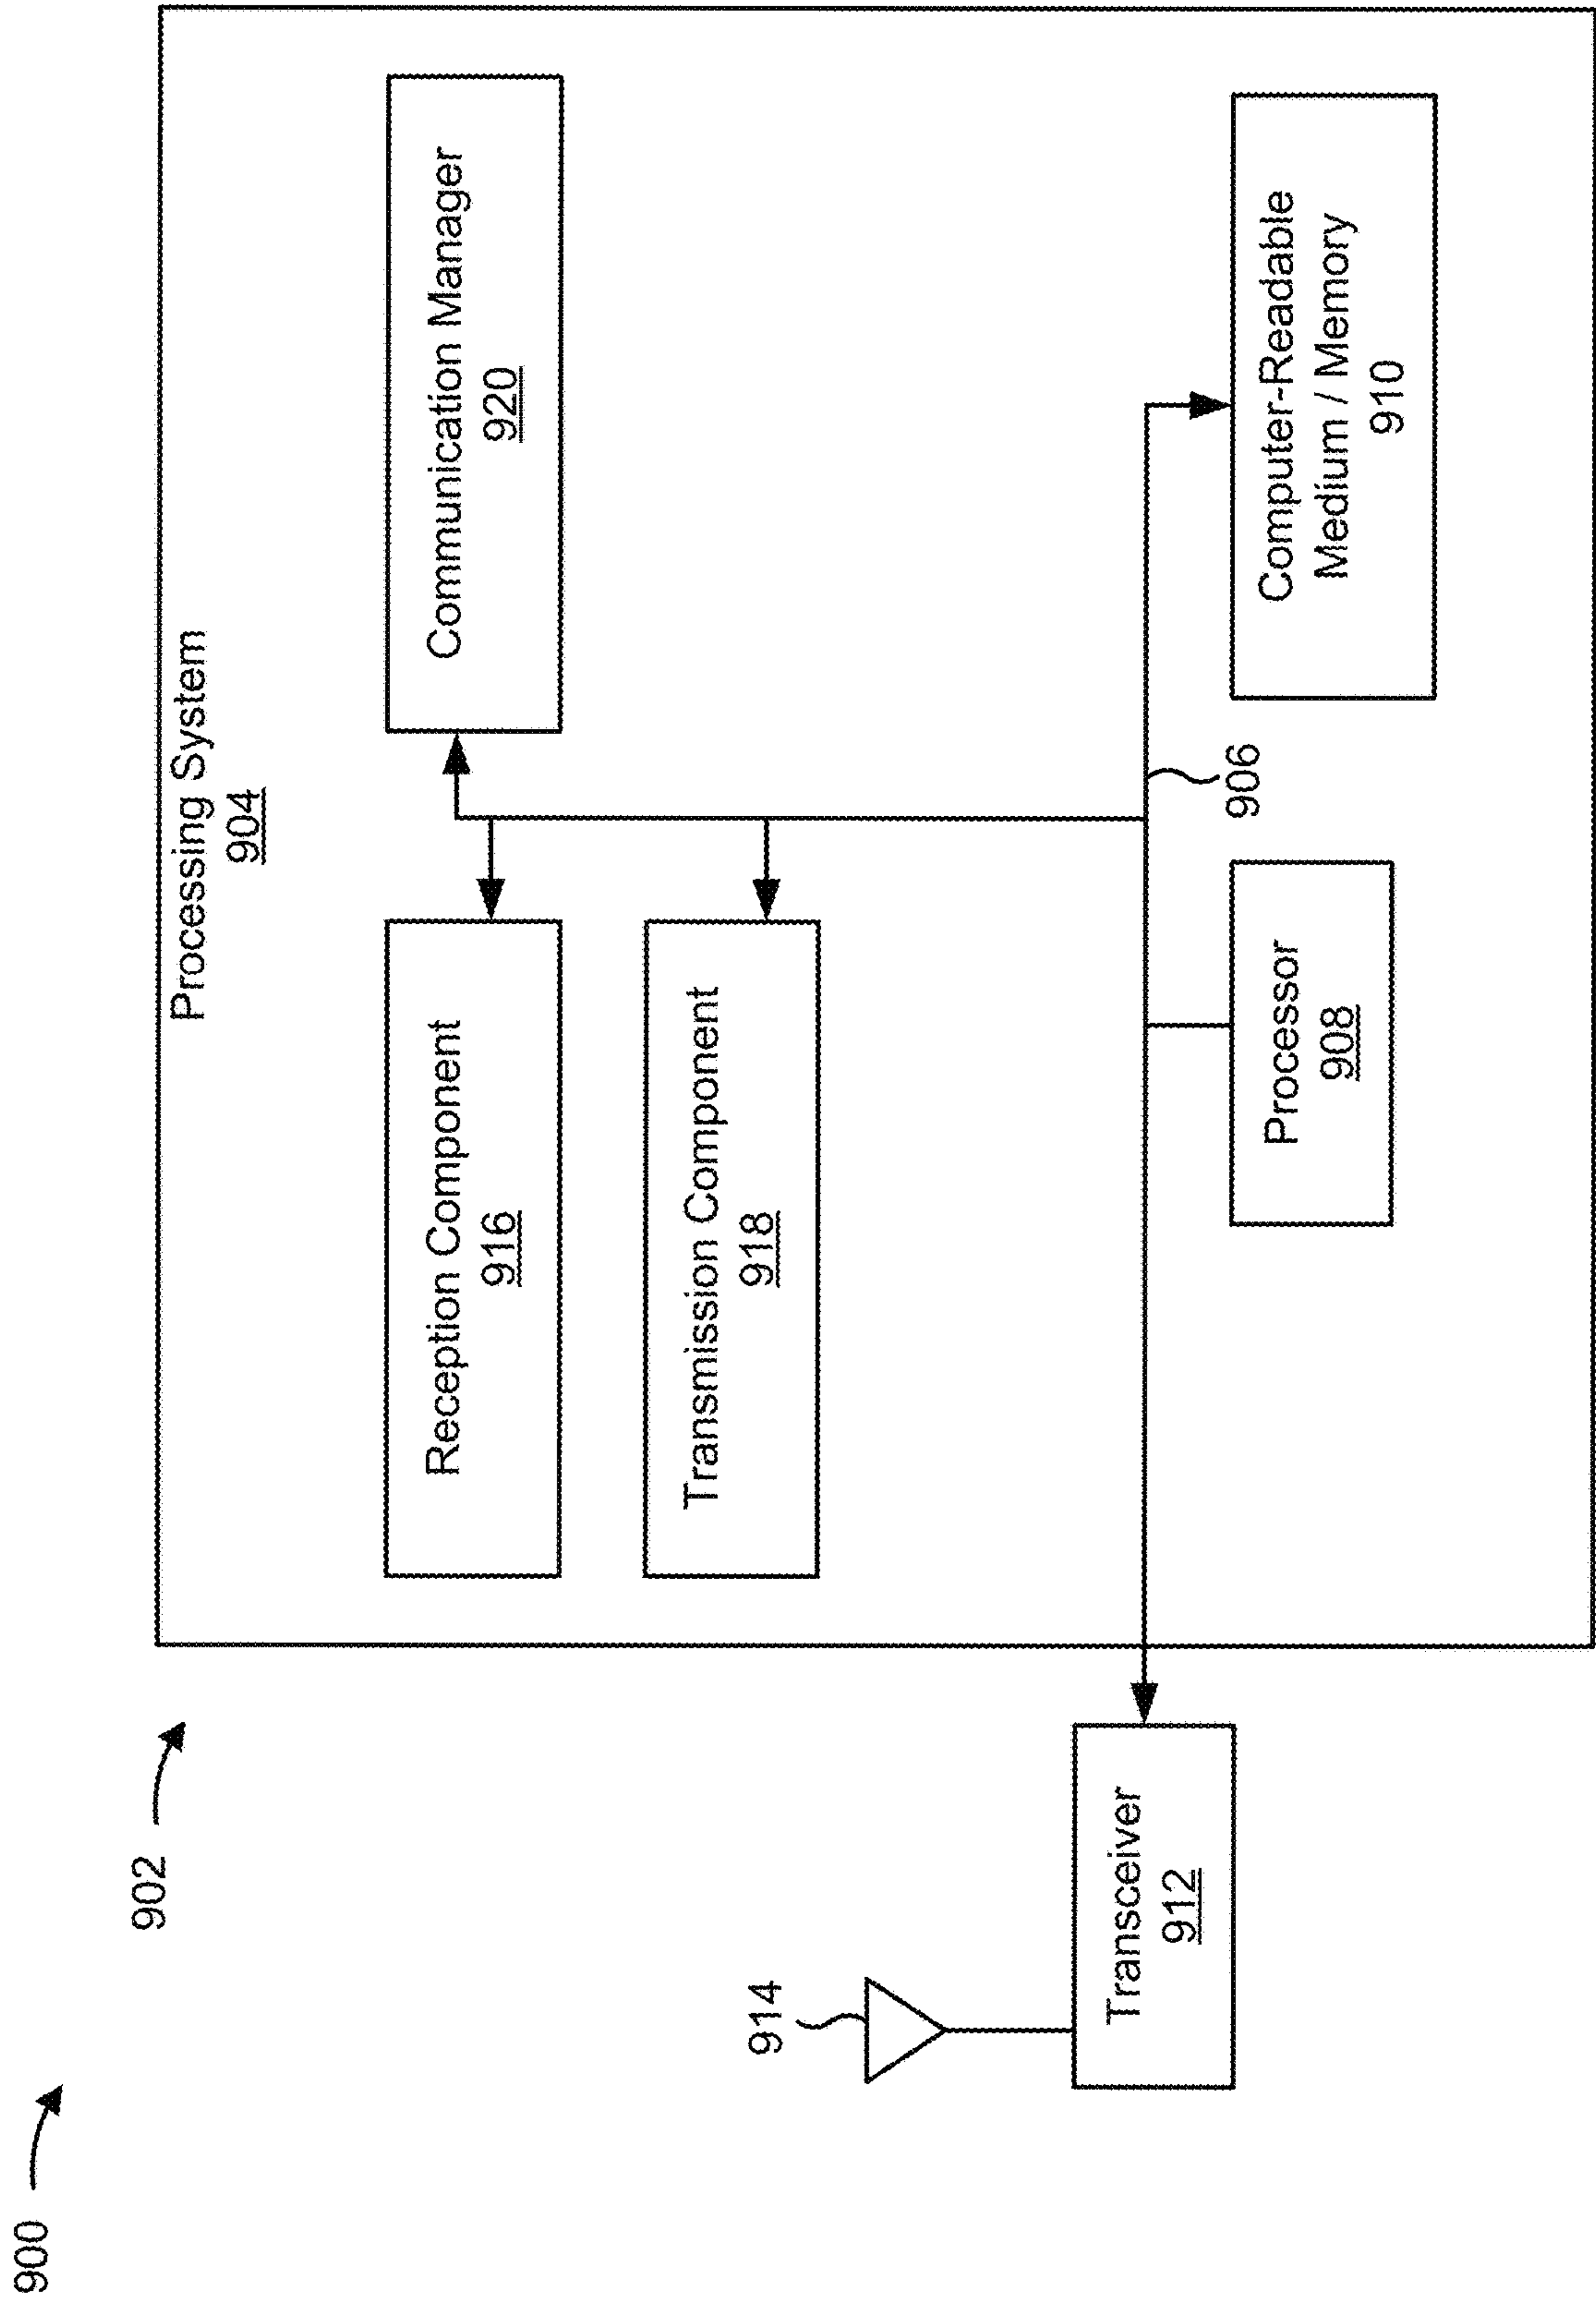 900
902
Processing System
904
Reception Component
916
Communication Manager
920
Transmission Component
918
914
Transceiver
912
906
Processor
908
Computer-Readable
Medium / Memory
910